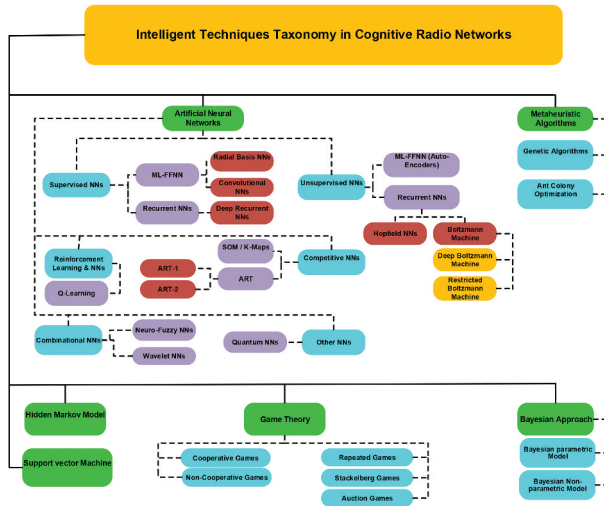 Intelligent Techniques Taxonomy in Cognitive Radio Networks
Artificial Neural
Networks
Metaheuristic
Algorithms
Supervised NNs
ML-FFNN
Radial Basis NNs
Convolutional
NNs
Recurrent NNs
Deep Recurrent
NNs
Unsupervised NNs
ML-FFNN (Auto-
Encoders)
Recurrent NNs
Hopfield NNs
Boltzmann
Machine
Deep Boltzmann
Machine
Restricted
Boltzmann
Machine
Genetic Algorithms
Ant Colony
Optimization
Reinforcement
Learning & NNs
Q-Learning
ART-1
ART-2
SOM / K-Maps
ART
Competitive NNs
Combinational NNs
Neuro-Fuzzy NNs
Wavelet NNs
Quantum NNs
Other NNs
Hidden Markov Model
Support vector Machine
Game Theory
Cooperative Games
Non-Cooperative Games
Repeated Games
Stackelberg Games
Auction Games
Bayesian Approach
Bayesian parametric
Model
Bayesian Non-
parametric Model